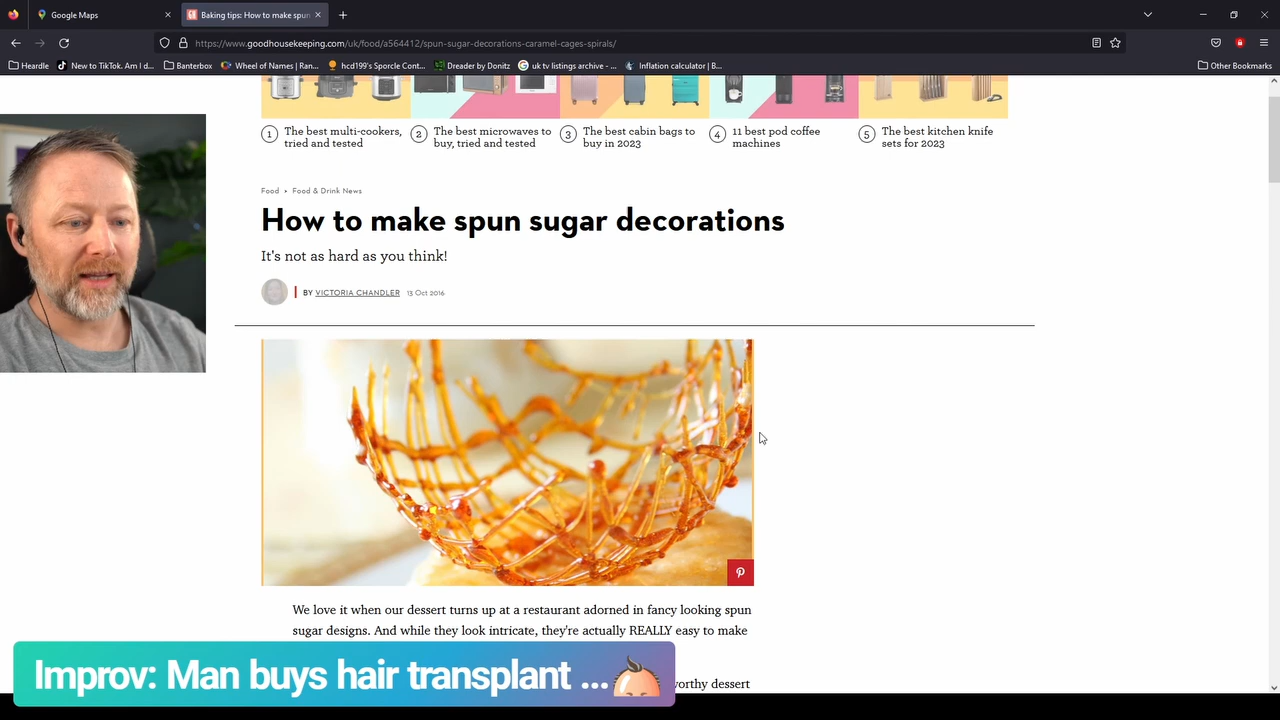 Google Maps
Baking tips: How to make spun
https://www.goodhousekeeping.com/uk/food/a564412/spun-sugar-decorations-caramel-cages-spirals/
Heardle
New to TikTok. Am I d...
Banterbox
Wheel of Names | Ran...
hcd199's Sporcle Cont...
Dreader by Donitz
uk tv listings archive - ...
Inflation calculator | B...
Other Bookmarks
1 The best multi-cookers,
tried and tested
2 The best microwaves to
buy, tried and tested
3 The best cabin bags to
buy in 2023
4 11 best pod coffee
machines
5 The best kitchen knife
sets for 2023
Food > Food & Drink News
How to make spun sugar decorations
It's not as hard as you think!
BY VICTORIA CHANDLER 13 Oct 2016
We love it when our dessert turns up at a restaurant adorned in fancy looking spun
sugar designs. And while they look intricate, they're actually REALLY easy to make
worthy dessert
Improv: Man buys hair transplant ...